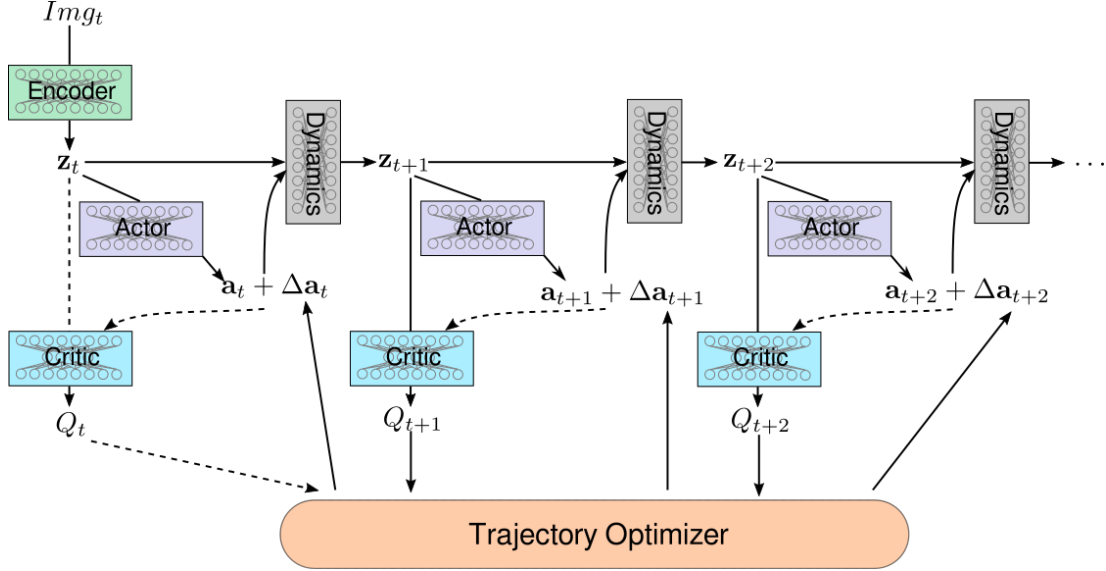 Img_t
Encoder
z_t
Dynamics
z_{t+1}
Dynamics
z_{t+2}
Dynamics
...
Actor
Actor
Actor
a_t + Δa_t
a_{t+1} + Δa_{t+1}
a_{t+2} + Δa_{t+2}
Critic
Critic
Critic
Q_t
Q_{t+1}
Q_{t+2}
Trajectory Optimizer